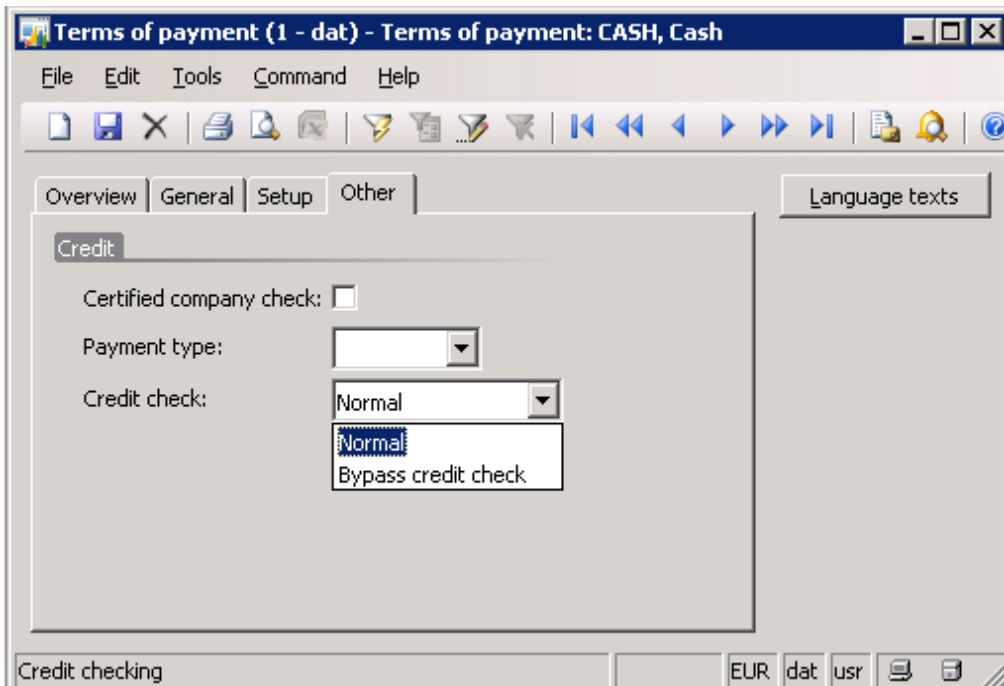 Terms of payment (1 - dat) - Terms of payment: CASH, Cash
File Edit Tools Command Help
Overview General Setup Other
Language texts
Credit
Certified company check:
Payment type:
Credit check: Normal
Normal
Bypass credit check
Credit checking EUR dat usr